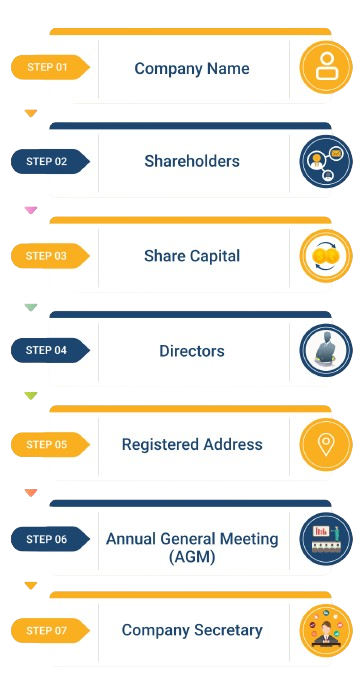 STEP 01
Company Name
STEP 02
Shareholders
STEP 03
Share Capital
STEP 04
Directors
STEP 05
Registered Address
STEP 06
Annual General Meeting
(AGM)
STEP 07
Company Secretary